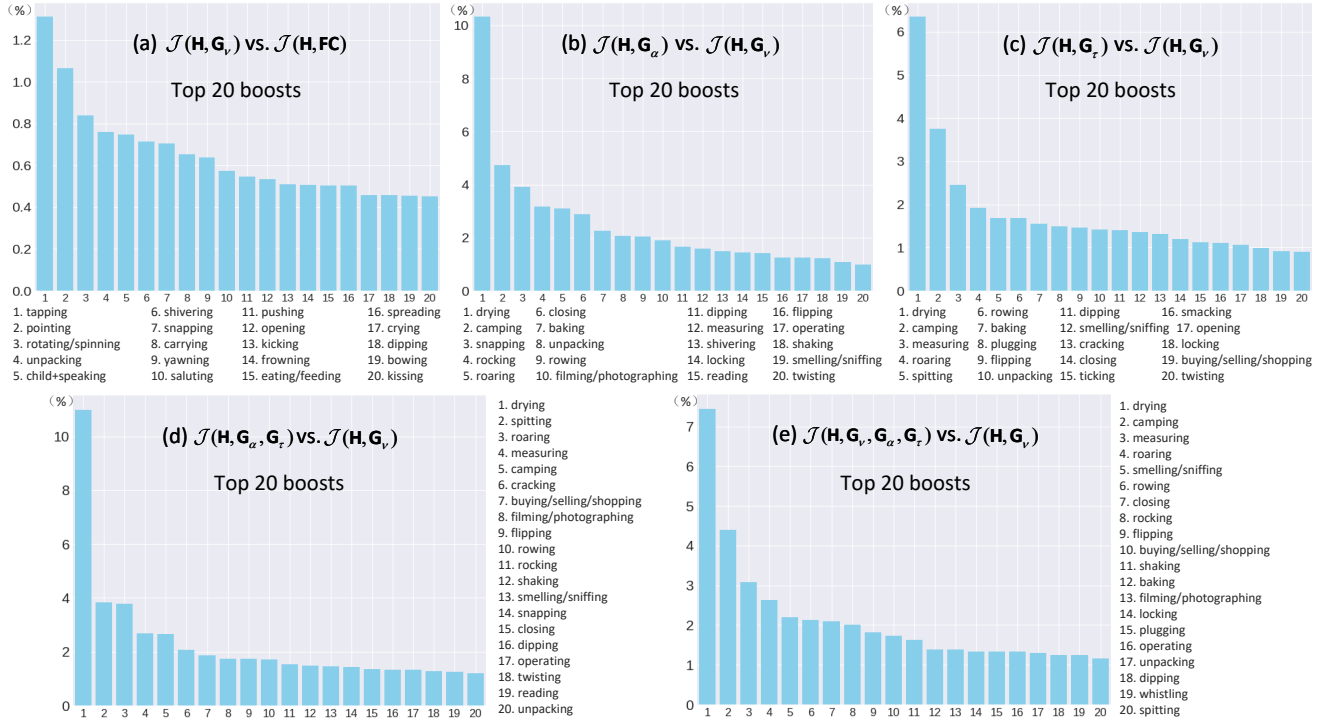 (%)
(a) 𝒥(H,Gᵥ) vs. 𝒥(H,FC)
Top 20 boosts
1.2
1.0
0.8
0.6
0.4
0.2
0.0
1 2 3 4 5 6 7 8 9 10 11 12 13 14 15 16 17 18 19 20
1. tapping 6. shivering 11. pushing 16. spreading
2. pointing 7. snapping 12. opening 17. crying
3. rotating/spinning 8. carrying 13. kicking 18. dipping
4. unpacking 9. yawning 14. frowning 19. bowing
5. child+speaking 10. saluting 15. eating/feeding 20. kissing
(%)
(b) 𝒥(H,Gα) vs. 𝒥(H,Gᵥ)
Top 20 boosts
10
8
6
4
2
0
1 2 3 4 5 6 7 8 9 10 11 12 13 14 15 16 17 18 19 20
1. drying 6. closing 11. dipping 16. flipping
2. camping 7. baking 12. measuring 17. operating
3. snapping 8. unpacking 13. shivering 18. shaking
4. rocking 9. rowing 14. locking 19. smelling/sniffing
5. roaring 10. filming/photographing 15. reading 20. twisting
(%)
(c) 𝒥(H,Gτ) vs. 𝒥(H,Gᵥ)
Top 20 boosts
6
5
4
3
2
1
0
1 2 3 4 5 6 7 8 9 10 11 12 13 14 15 16 17 18 19 20
1. drying 6. rowing 11. dipping 16. smacking
2. camping 7. baking 12. smelling/sniffing 17. opening
3. measuring 8. plugging 13. cracking 18. locking
4. roaring 9. flipping 14. closing 19. buying/selling/shopping
5. spitting 10. unpacking 15. ticking 20. twisting
(%)
(d) 𝒥(H,Gα,Gτ) vs. 𝒥(H,Gᵥ)
Top 20 boosts
10
8
6
4
2
0
1 2 3 4 5 6 7 8 9 10 11 12 13 14 15 16 17 18 19 20
1. drying
2. spitting
3. roaring
4. measuring
5. camping
6. cracking
7. buying/selling/shopping
8. filming/photographing
9. flipping
10. rowing
11. rocking
12. shaking
13. smelling/sniffing
14. snapping
15. closing
16. dipping
17. operating
18. twisting
19. reading
20. unpacking
(%)
(e) 𝒥(H,Gᵥ,Gα,Gτ) vs. 𝒥(H,Gᵥ)
Top 20 boosts
7
6
5
4
3
2
1
0
1 2 3 4 5 6 7 8 9 10 11 12 13 14 15 16 17 18 19 20
1. drying
2. camping
3. measuring
4. roaring
5. smelling/sniffing
6. rowing
7. closing
8. rocking
9. flipping
10. buying/selling/shopping
11. shaking
12. baking
13. filming/photographing
14. locking
15. plugging
16. operating
17. unpacking
18. dipping
19. whistling
20. spitting